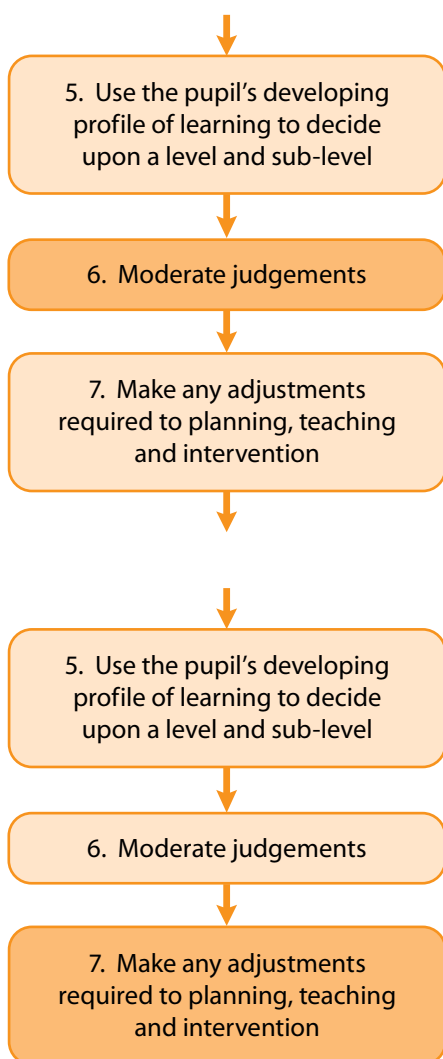 5. Use the pupil’s developing
profile of learning to decide
upon a level and sub-level
6. Moderate judgements
7. Make any adjustments
required to planning, teaching
and intervention
5. Use the pupil’s developing
profile of learning to decide
upon a level and sub-level
6. Moderate judgements
7. Make any adjustments
required to planning, teaching
and intervention